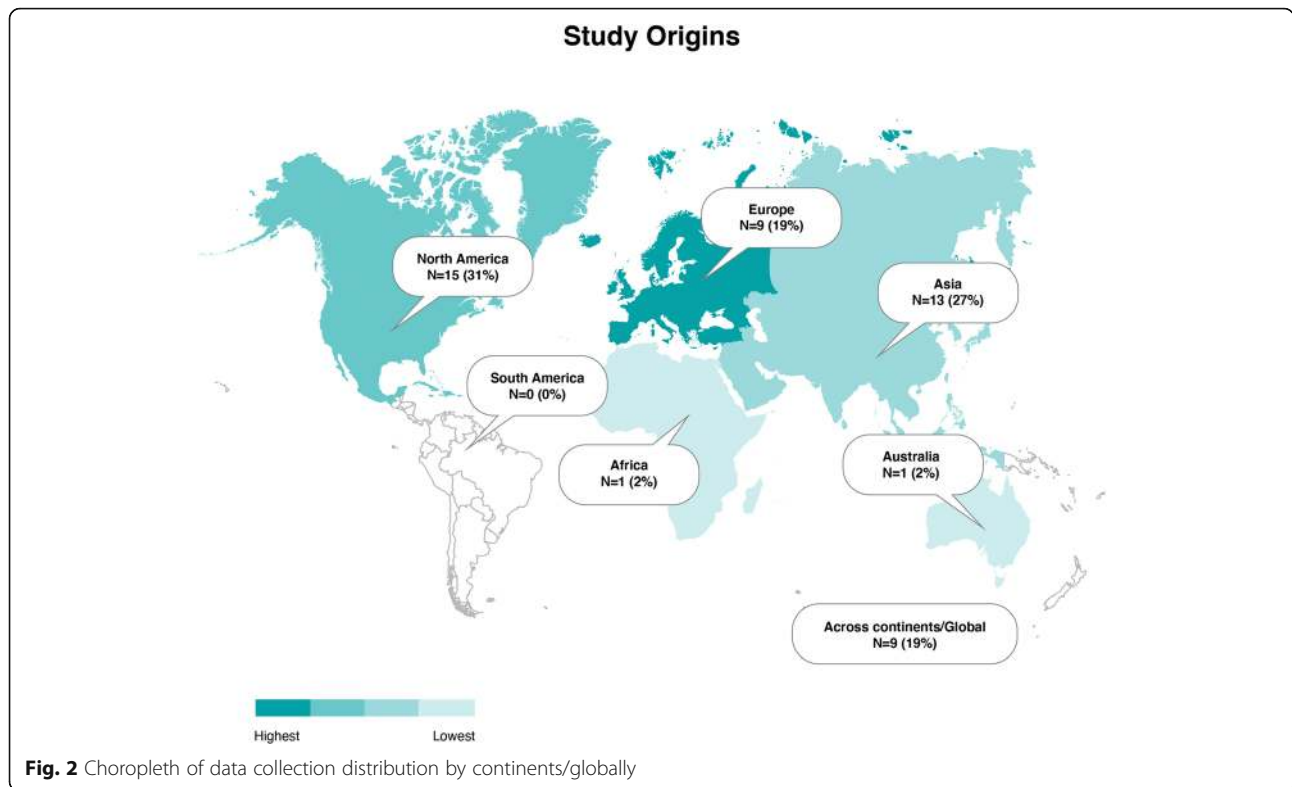 Study Origins
Europe
N=9 (19%)
North America
N=15 (31%)
Asia
N=13 (27%)
South America
N=0 (0%)
Africa
N=1 (2%)
Australia
N=1 (2%)
Across continents/Global
N=9 (19%)
Highest
Lowest
Fig. 2 Choropleth of data collection distribution by continents/globally